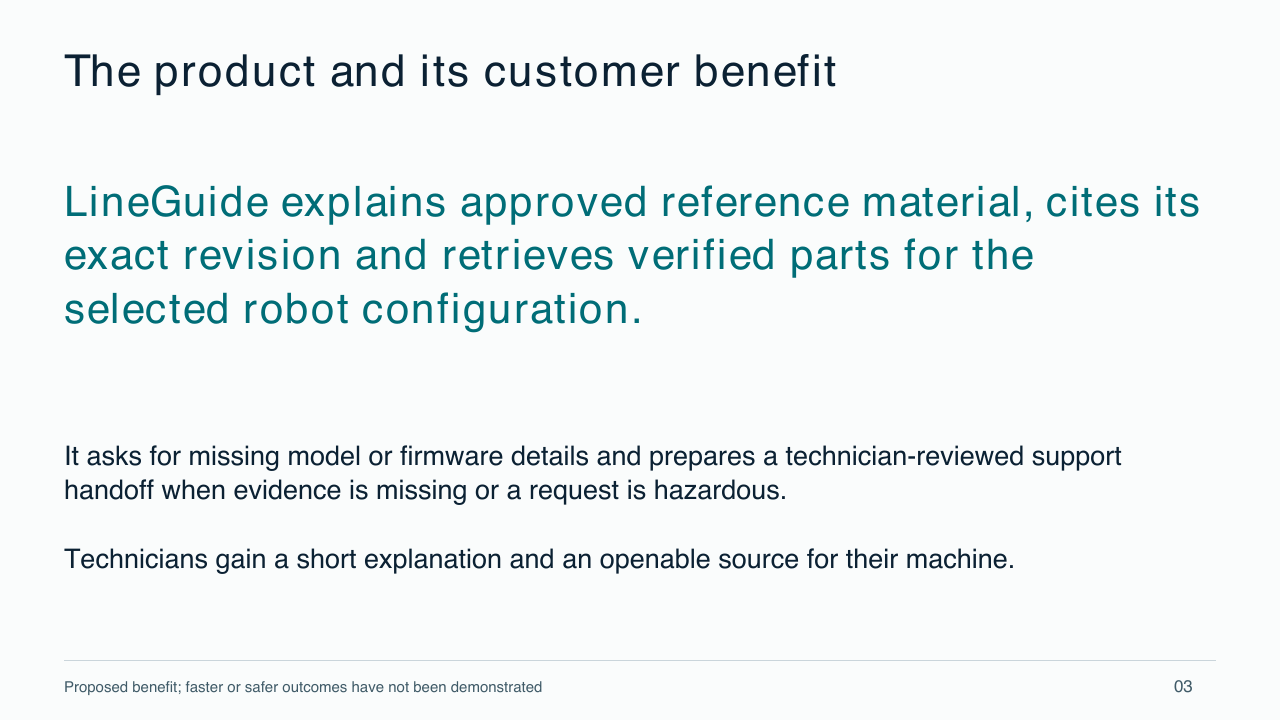 The product and its customer benefit
LineGuide explains approved reference material, cites its
exact revision and retrieves verified parts for the
selected robot configuration.
It asks for missing model or firmware details and prepares a technician-reviewed support
handoff when evidence is missing or a request is hazardous.
Technicians gain a short explanation and an openable source for their machine.
Proposed benefit; faster or safer outcomes have not been demonstrated
03